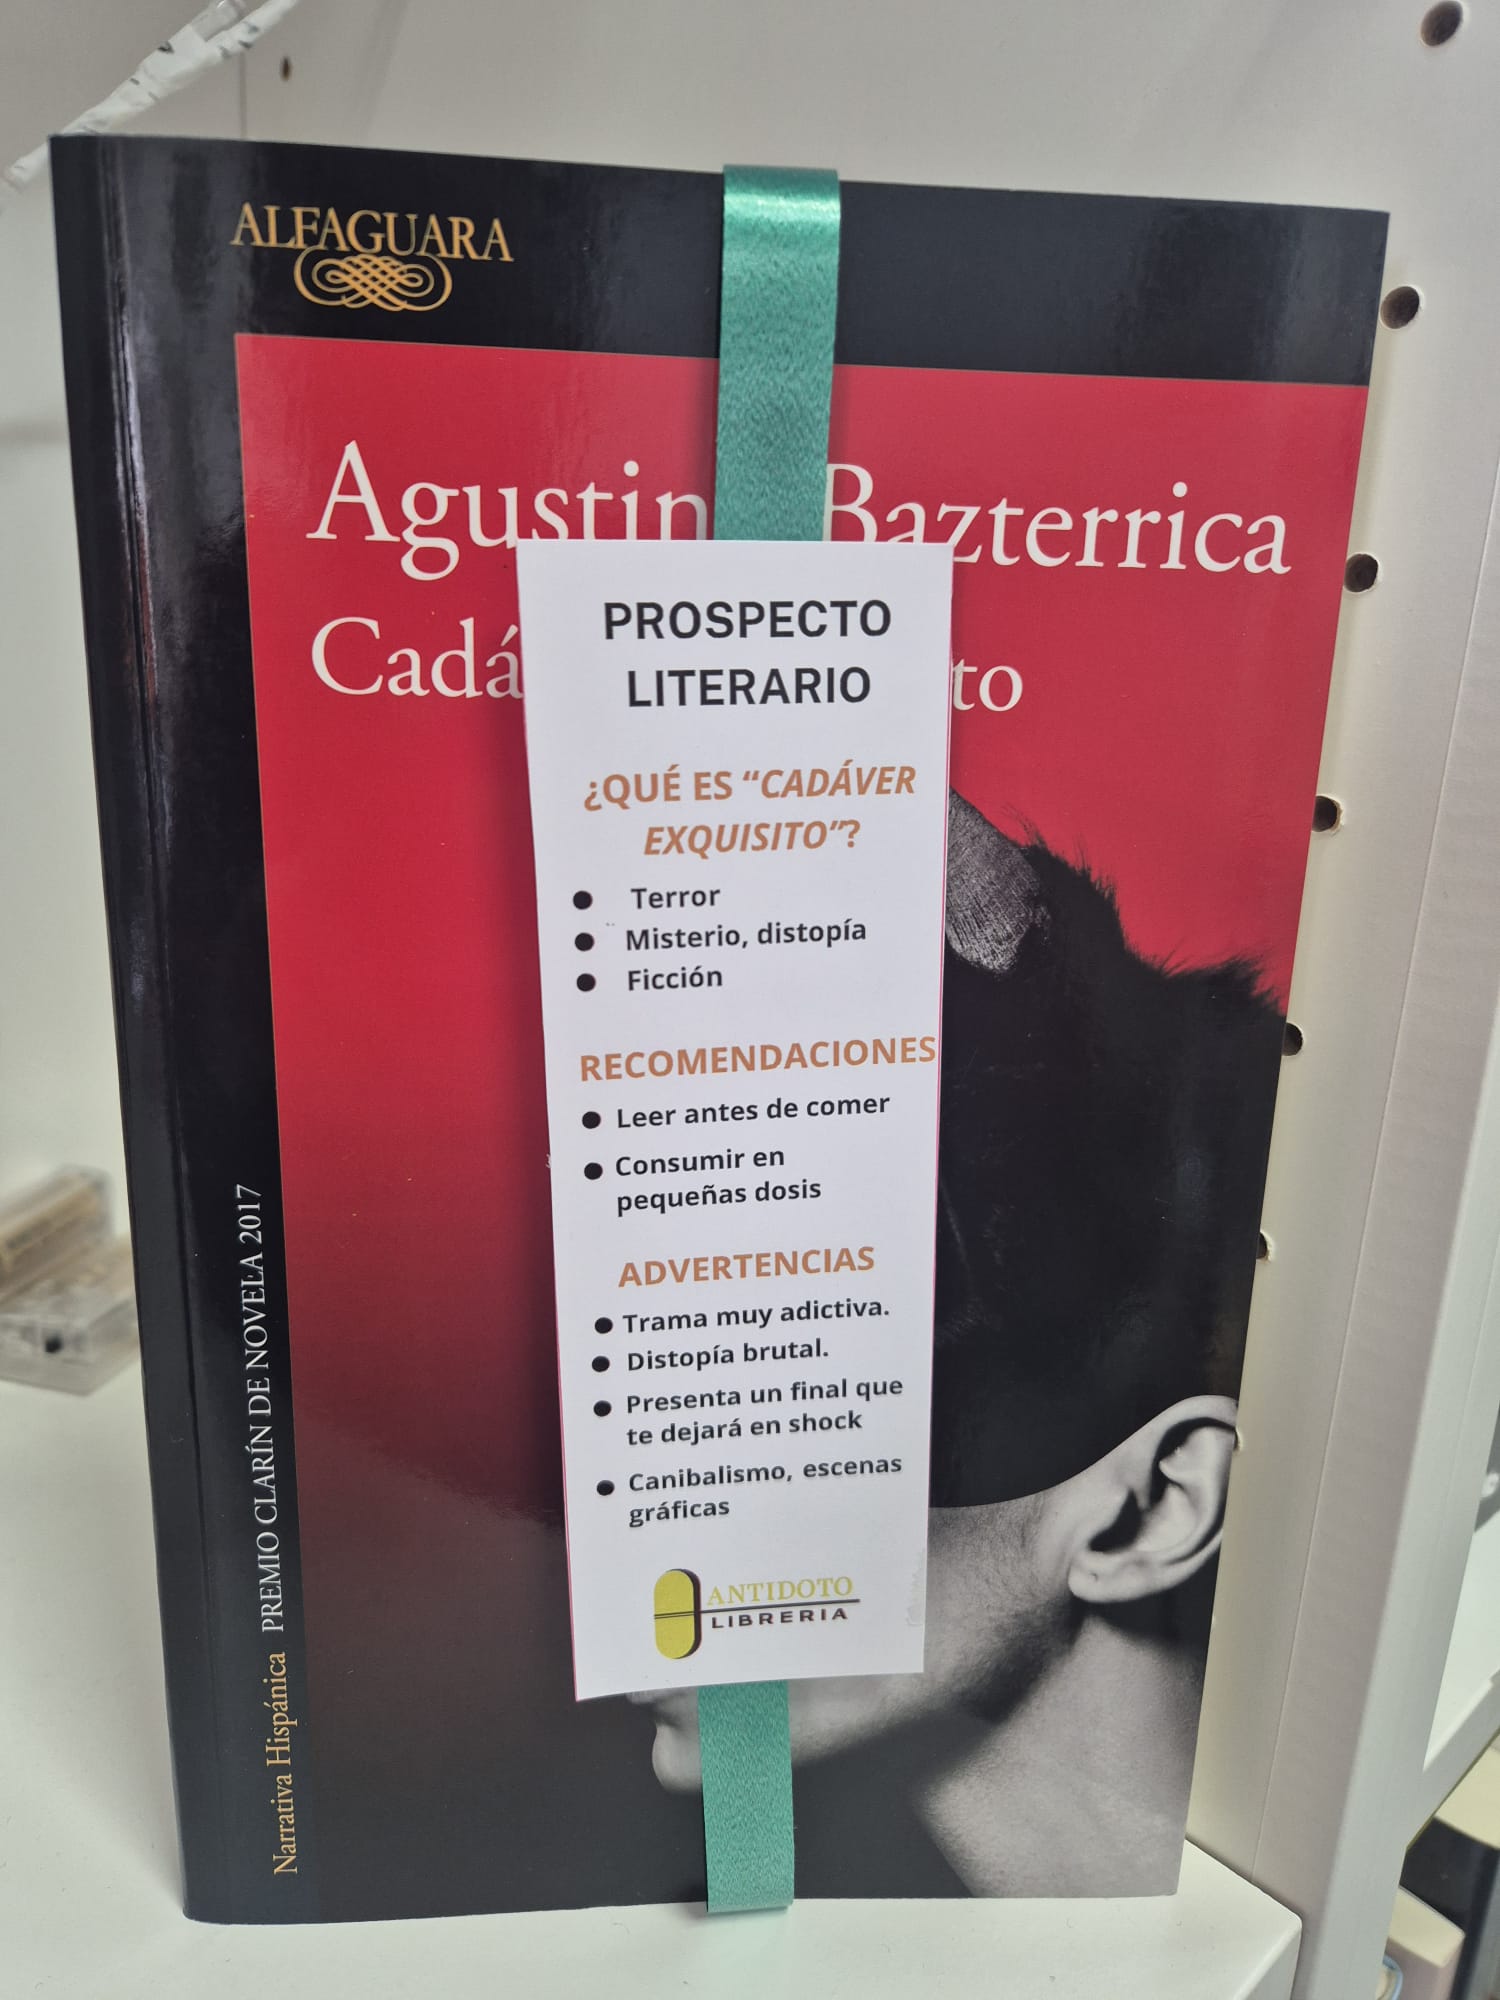 ALFAGUARA
Agustin Bazterrica
Cadá to
PROSPECTO
LITERARIO
¿QUÉ ES “CADÁVER
EXQUISITO”?
● Terror
● Misterio, distopía
● Ficción
RECOMENDACIONES
● Leer antes de comer
● Consumir en
pequeñas dosis
ADVERTENCIAS
● Trama muy adictiva.
● Distopía brutal.
● Presenta un final que
te dejará en shock
● Canibalismo, escenas
gráficas
ANTIDOTO
LIBRERIA
Narrativa Hispánica PREMIO CLARÍN DE NOVELA 2017